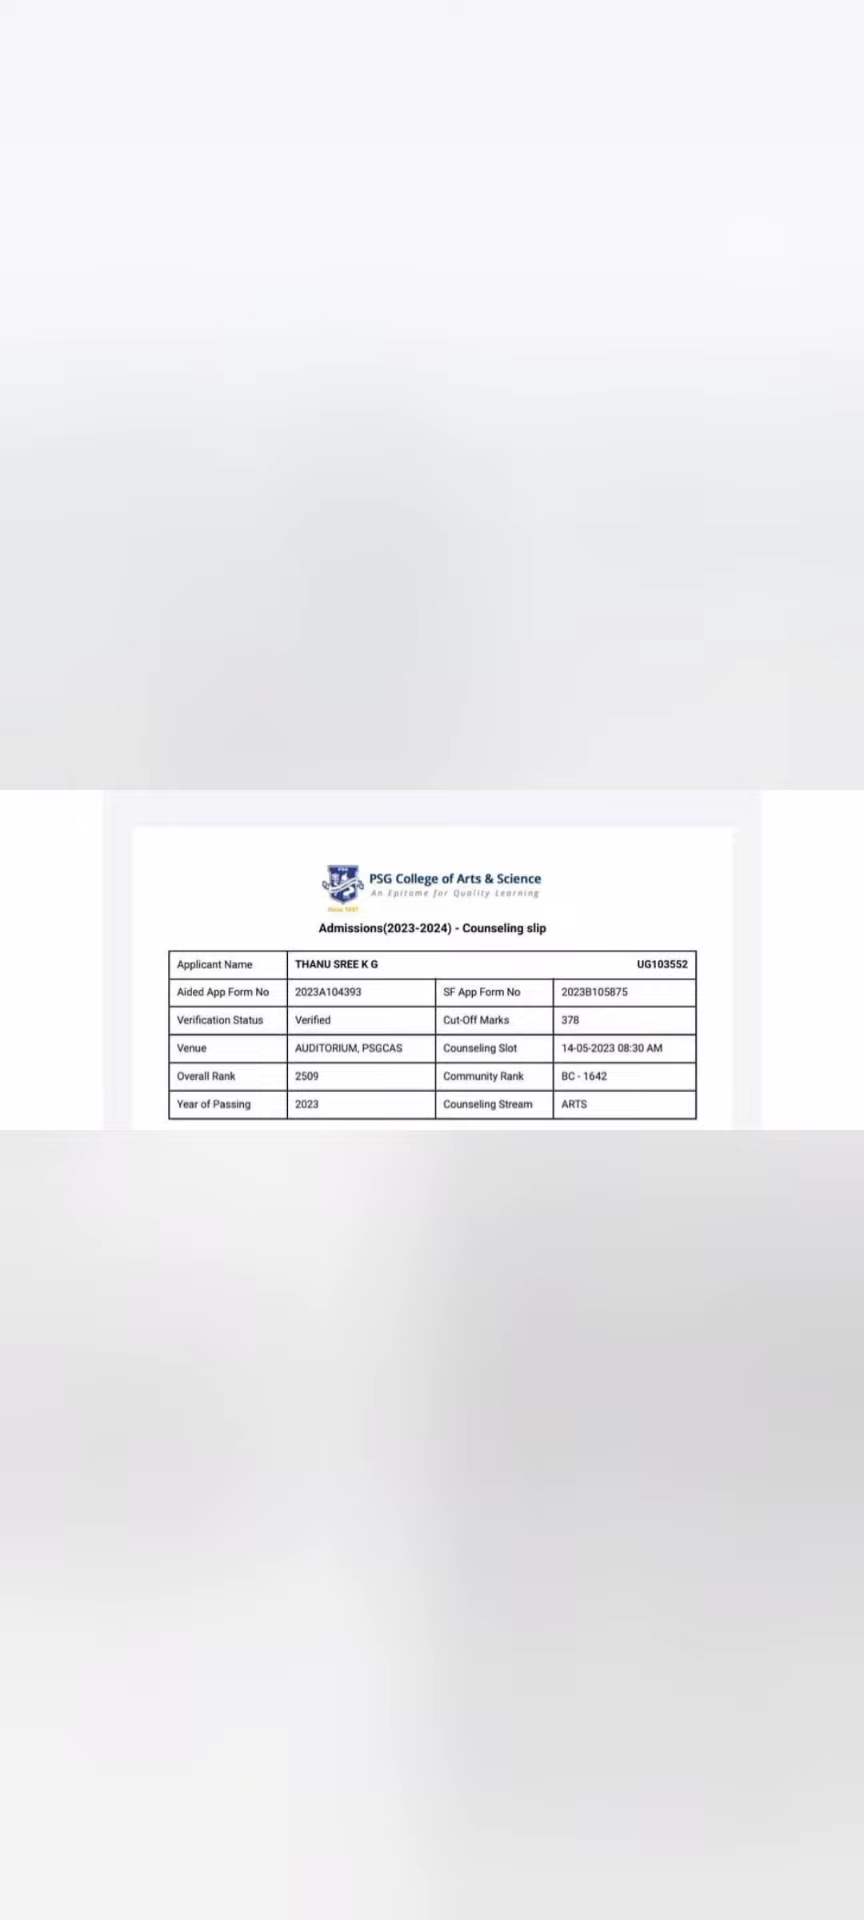 PSG College of Arts & Science
An Epitome for Quality Learning
Since 1947
Admissions(2023-2024) - Counseling slip
Applicant Name THANU SREE K G UG103552
Aided App Form No 2023A104393 SF App Form No 2023B105875
Verification Status Verified Cut-Off Marks 378
Venue AUDITORIUM, PSGCAS Counseling Slot 14-05-2023 08:30 AM
Overall Rank 2509 Community Rank BC - 1642
Year of Passing 2023 Counseling Stream ARTS